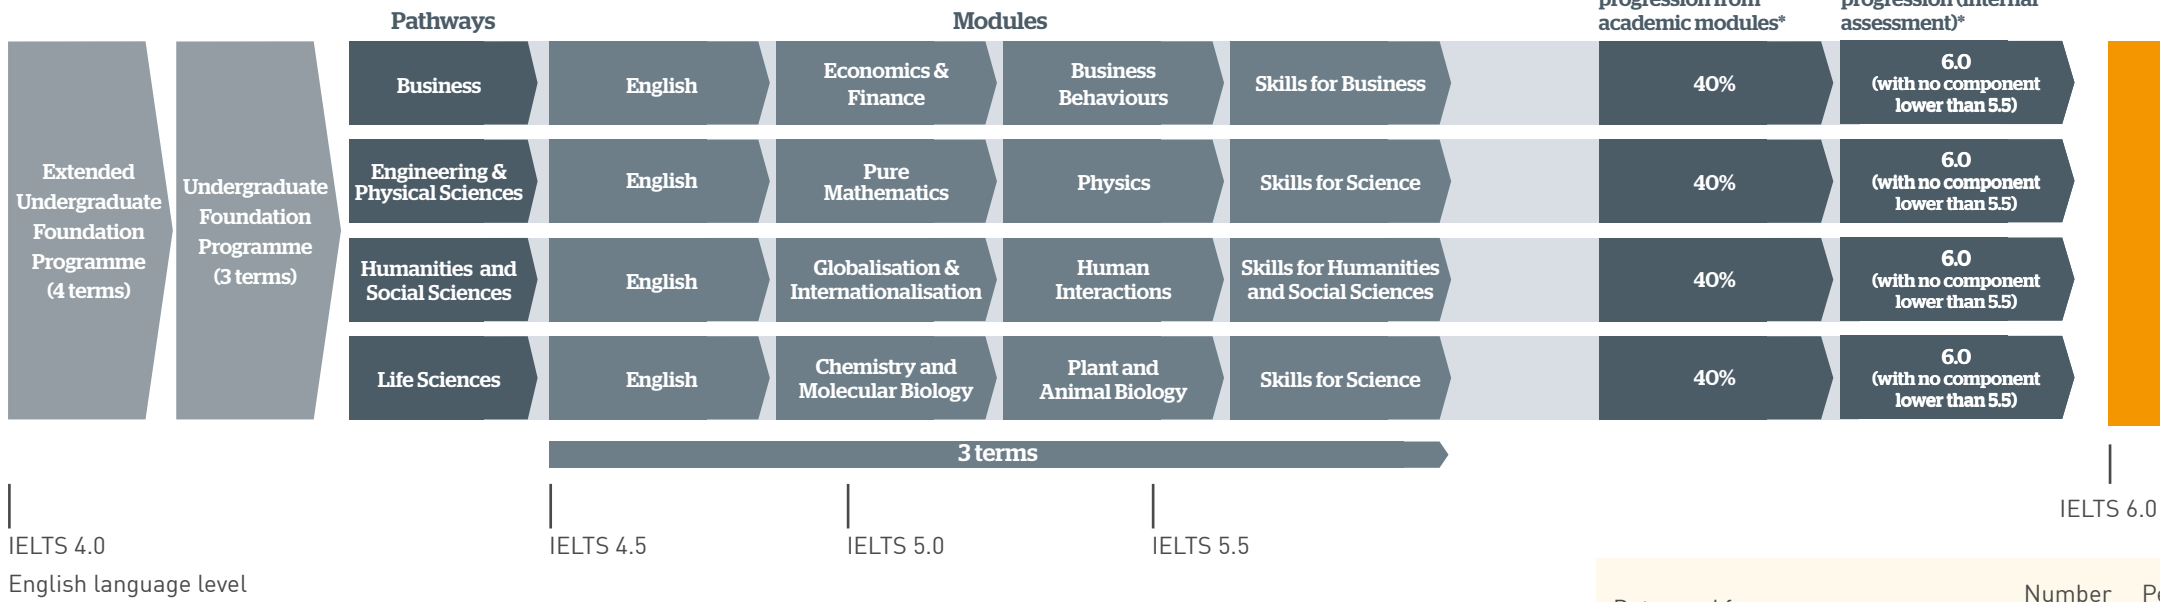 Pathways
Modules
progression from
academic modules*
progression (internal
assessment)*
Extended
Undergraduate
Foundation
Programme
(4 terms)
Undergraduate
Foundation
Programme
(3 terms)
Business
English
Economics &
Finance
Business
Behaviours
Skills for Business
40%
6.0
(with no component
lower than 5.5)
Engineering &
Physical Sciences
English
Pure
Mathematics
Physics
Skills for Science
40%
6.0
(with no component
lower than 5.5)
Humanities and
Social Sciences
English
Globalisation &
Internationalisation
Human
Interactions
Skills for Humanities
and Social Sciences
40%
6.0
(with no component
lower than 5.5)
Life Sciences
English
Chemistry and
Molecular Biology
Plant and
Animal Biology
Skills for Science
40%
6.0
(with no component
lower than 5.5)
3 terms
IELTS 4.0
IELTS 4.5
IELTS 5.0
IELTS 5.5
IELTS 6.0
English language level
Number